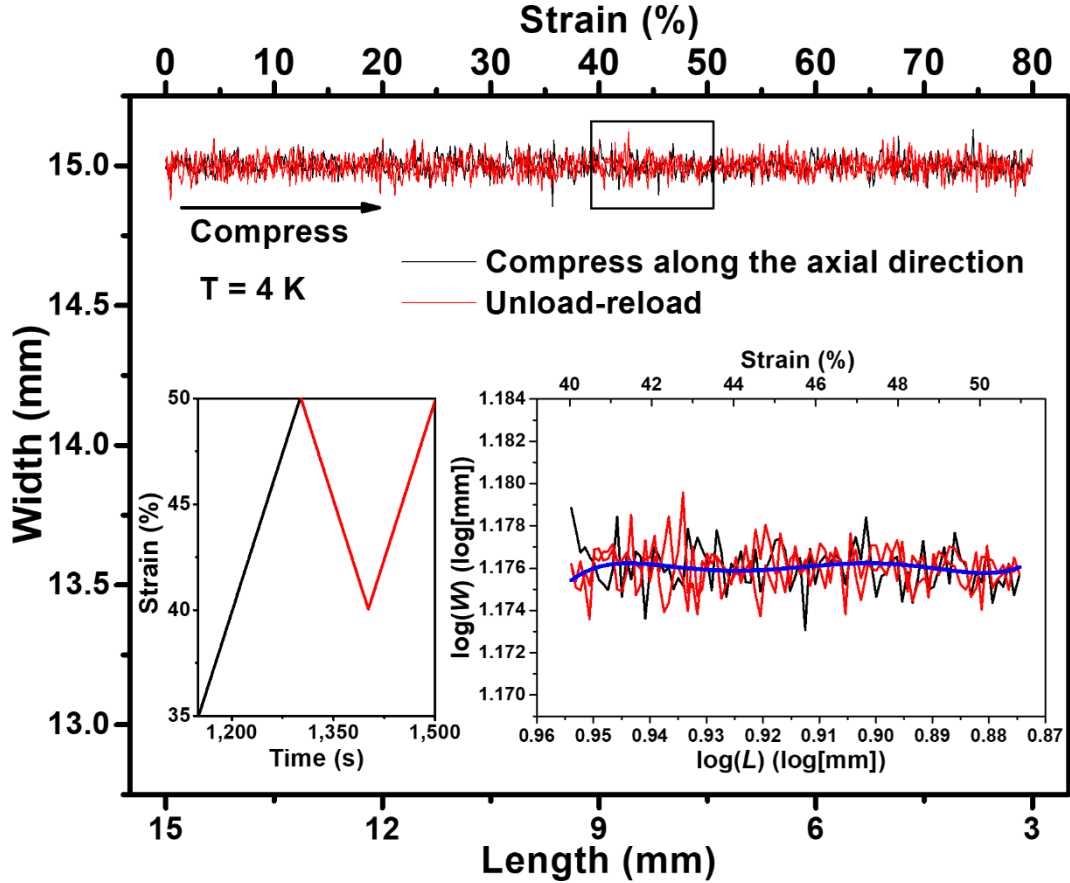 Strain (%)
0 10 20 30 40 50 60 70 80
15.0
14.5
14.0
13.5
13.0
Width (mm)
Compress
T = 4 K
Compress along the axial direction
Unload-reload
50
45
40
35
Strain (%)
1,200 1,350 1,500
Time (s)
Strain (%)
40 42 44 46 48 50
1.184
1.182
1.180
1.178
1.176
1.174
1.172
1.170
log(W) (log[mm])
0.96 0.95 0.94 0.93 0.92 0.91 0.90 0.89 0.88 0.87
log(L) (log[mm])
15 12 9 6 3
Length (mm)